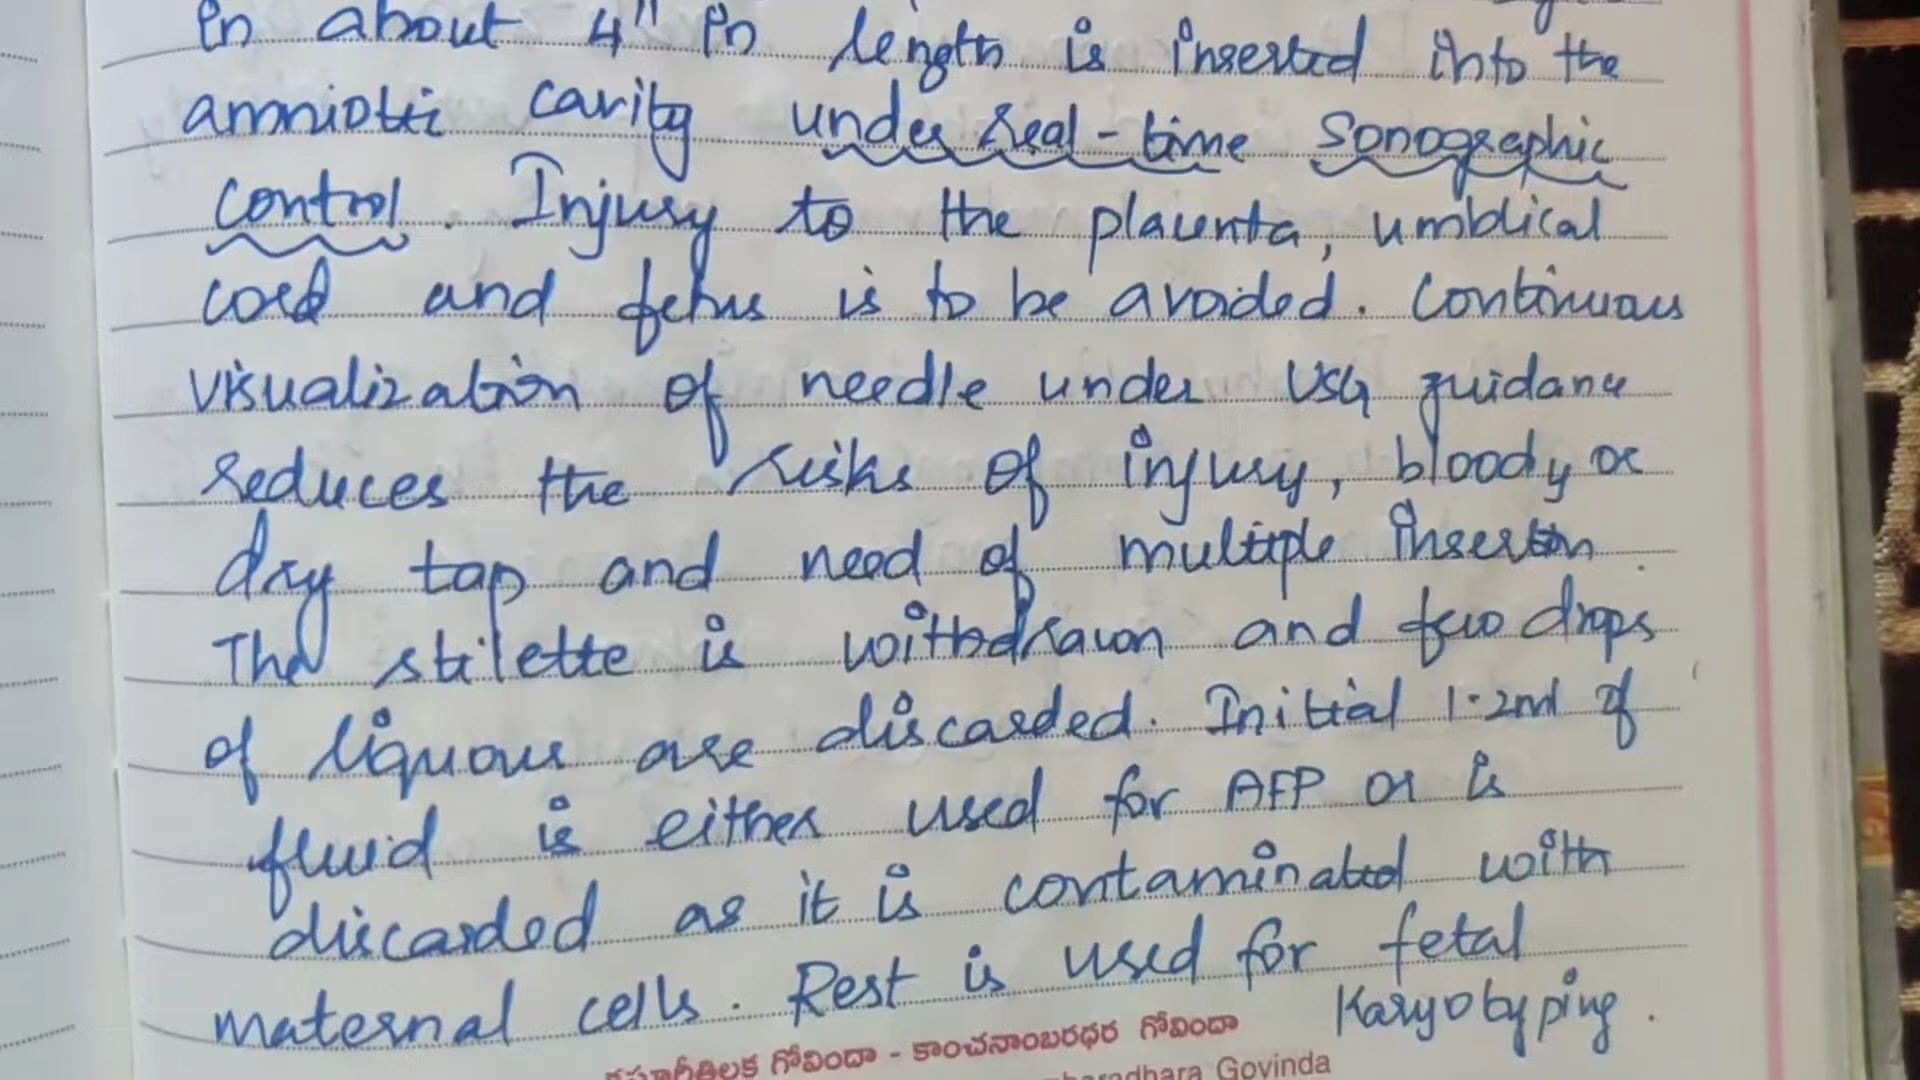 in about 4" in length is inserted into the
amniotic cavity under real-time sonographic
control. Injury to the placenta, umblical
cord and fetus is to be avoided. Continuous
visualization of needle under USG guidance
reduces the risks of injury, bloody or
dry tap and need of multiple insertion.
The stilette is withdrawn and few drops
of liquour are discarded. Initial 1-2ml of
fluid is either used for AFP or is
discarded as it is contaminated with
maternal cells. Rest is used for fetal
Karyotyping.
గోవిందా - కాంచనాంబరధర గోవిందా
Govinda